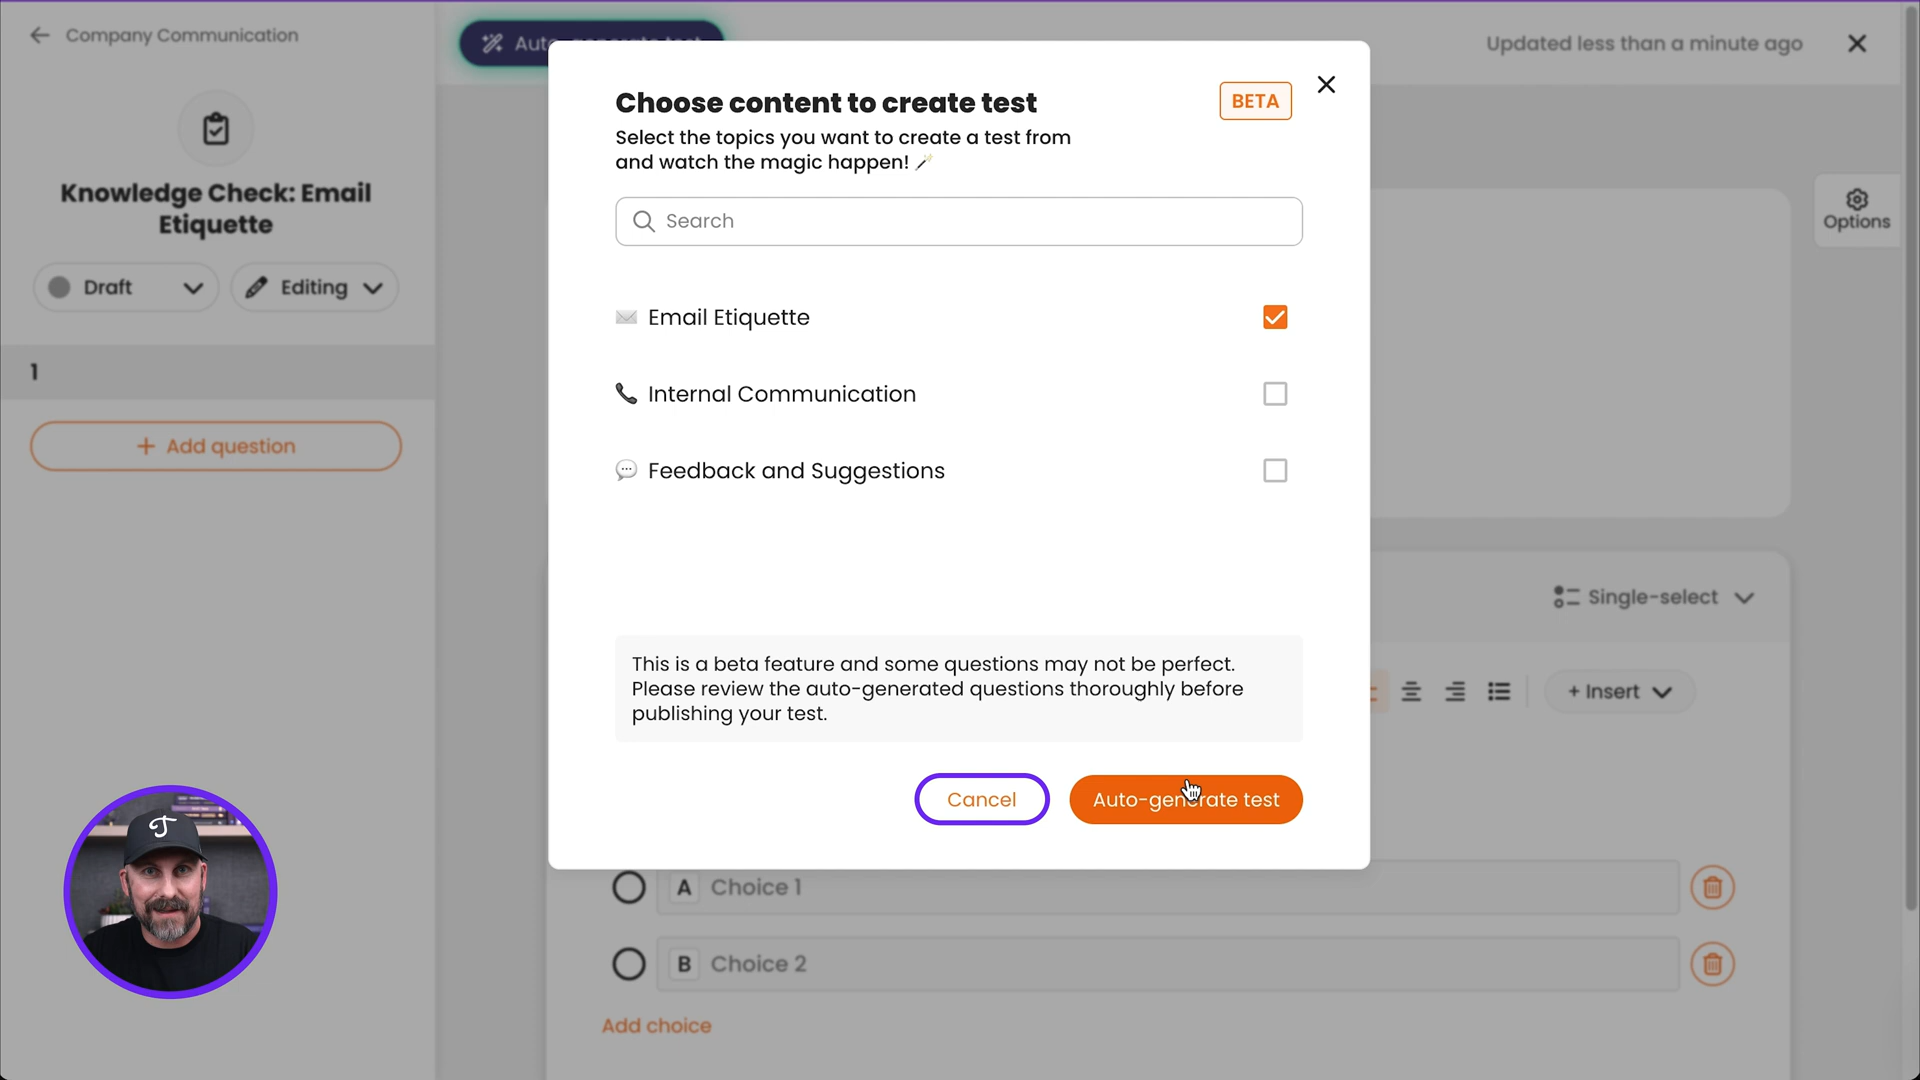 Company Communication
Auto-generate test
Updated less than a minute ago
Knowledge Check: Email
Etiquette
Draft
Editing
1
+ Add question
Choose content to create test
BETA
Select the topics you want to create a test from
and watch the magic happen!
Search
Email Etiquette
Internal Communication
Feedback and Suggestions
This is a beta feature and some questions may not be perfect.
Please review the auto-generated questions thoroughly before
publishing your test.
Cancel
Auto-generate test
Options
Single-select
+ Insert
A Choice 1
B Choice 2
Add choice